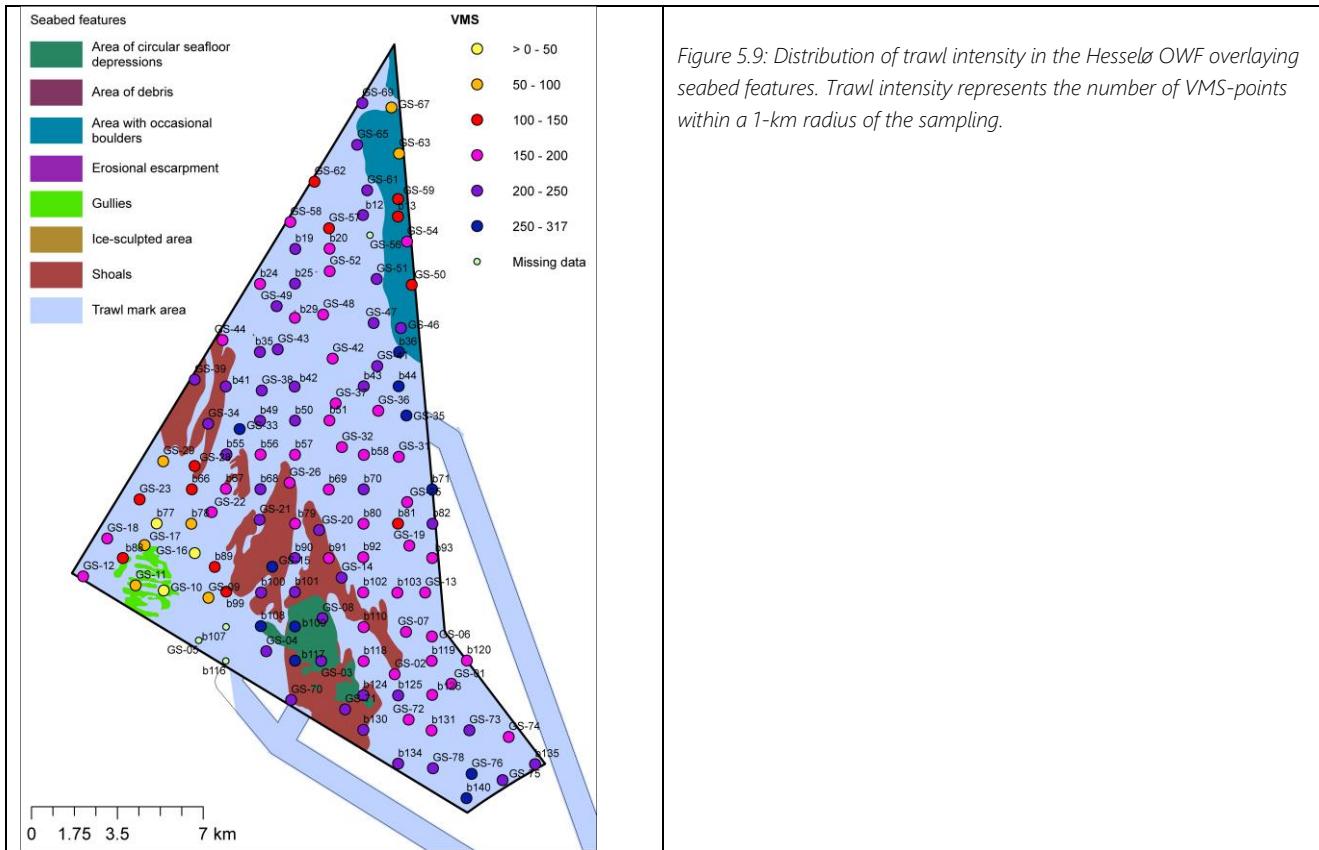 Seabed features
Area of circular seafloor
depressions
Area of debris
Area with occasional
boulders
Erosional escarpment
Gullies
Ice-sculpted area
Shoals
Trawl mark area
VMS
> 0 - 50
50 - 100
100 - 150
150 - 200
200 - 250
250 - 317
Missing data
GS-69
GS-67
GS-65
GS-63
GS-62
GS-61
GS-59
b12
GS-58
GS-57
GS-54
b19
b20
GS-56
GS-52
GS-51
GS-50
b24
b25
GS-49
b29
GS-48
GS-47
GS-46
GS-44
b35
GS-43
b36
GS-42
GS-39
b41
GS-38
b42
b43
b44
GS-37
GS-36
GS-34
b49
b50
b51
GS-35
GS-33
b55
b56
b57
GS-32
b58
GS-31
GS-29
GS-28
GS-26
b66
b67
b68
b69
b70
b71
GS-23
GS-22
b77
b78
GS-21
b79
GS-20
b80
b81
b82
GS-18
GS-17
GS-16
GS-19
b89
b90
b91
b92
b93
GS-15
GS-12
GS-11
GS-10
GS-09
GS-14
b99
b100
b101
b102
b103
GS-13
b107
b108
b109
GS-08
b110
GS-07
GS-06
GS-05
GS-04
b116
b117
GS-03
b118
GS-02
b119
b120
GS-70
GS-71
b124
b125
b130
GS-72
b131
GS-73
GS-74
b134
GS-78
GS-76
b135
GS-75
b140
0 1.75 3.5 7 km
Figure 5.9: Distribution of trawl intensity in the Hesselø OWF overlaying
seabed features. Trawl intensity represents the number of VMS-points
within a 1-km radius of the sampling.